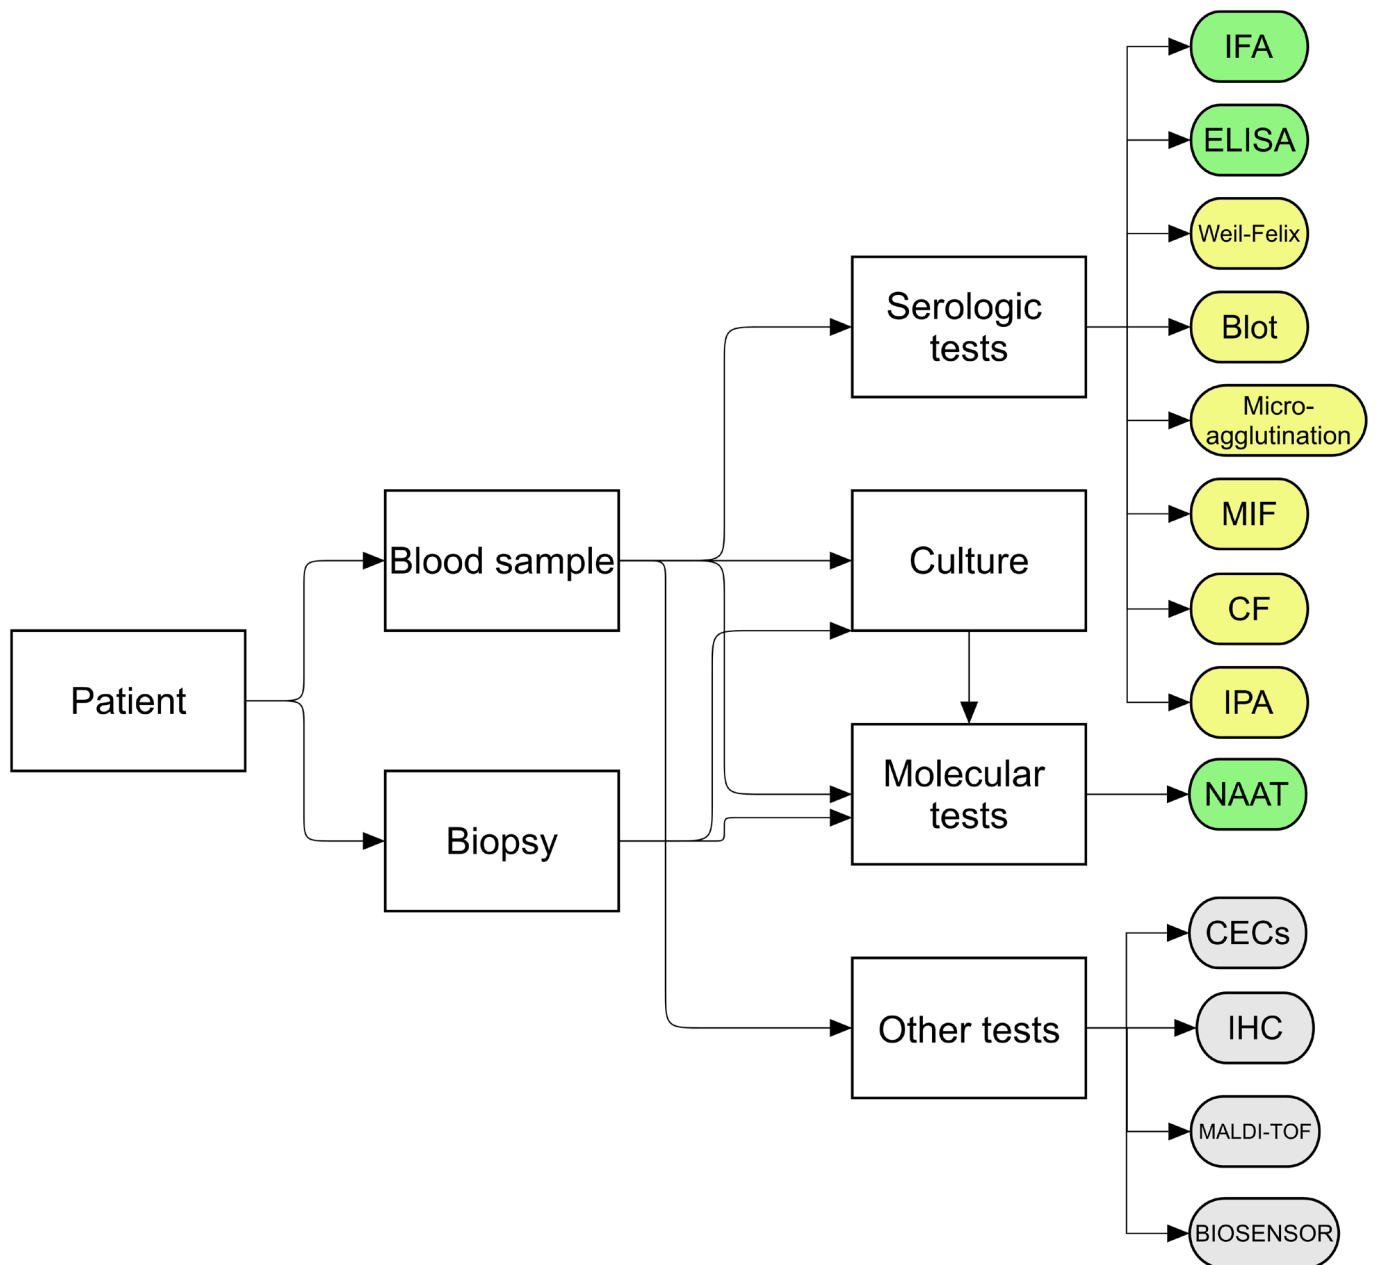 IFA
ELISA
Weil-Felix
Serologic
tests
Blot
Micro-
agglutination
Blood sample
Culture
MIF
CF
Patient
IPA
Biopsy
Molecular
tests
NAAT
CECs
Other tests
IHC
MALDI-TOF
BIOSENSOR